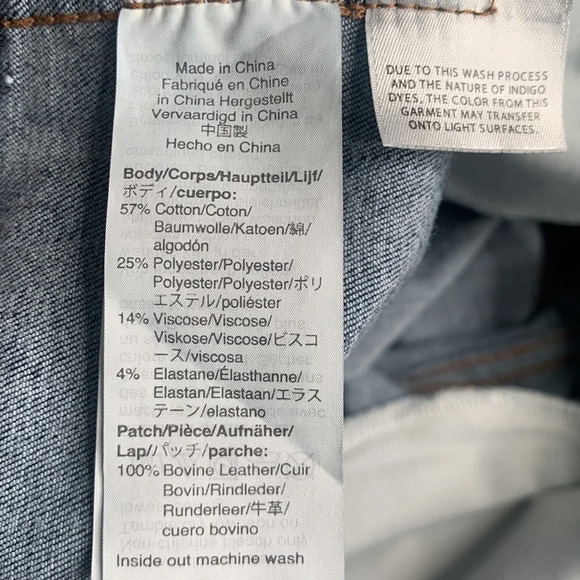 Made in China
Fabriqué en Chine
in China Hergestellt
Vervaardigd in China
中国製
Hecho en China
Body/Corps/Hauptteil/Lijf/
ボディ/cuerpo:
57% Cotton/Coton/
Baumwolle/Katoen/綿/
algodón
25% Polyester/Polyester/
Polyester/Polyester/ポリ
エステル/poliéster
14% Viscose/Viscose/
Viskose/Viscose/ビスコ
ース/viscosa
4% Elastane/Élasthanne/
Elastan/Elastaan/エラス
テーン/elastano
Patch/Pièce/Aufnäher/
Lap/パッチ/parche:
100% Bovine Leather/Cuir
Bovin/Rindleder/
Runderleer/牛革/
cuero bovino
Inside out machine wash
DUE TO THIS WASH PROCESS
AND THE NATURE OF INDIGO
DYES, THE COLOR FROM THIS
GARMENT MAY TRANSFER
ONTO LIGHT SURFACES.